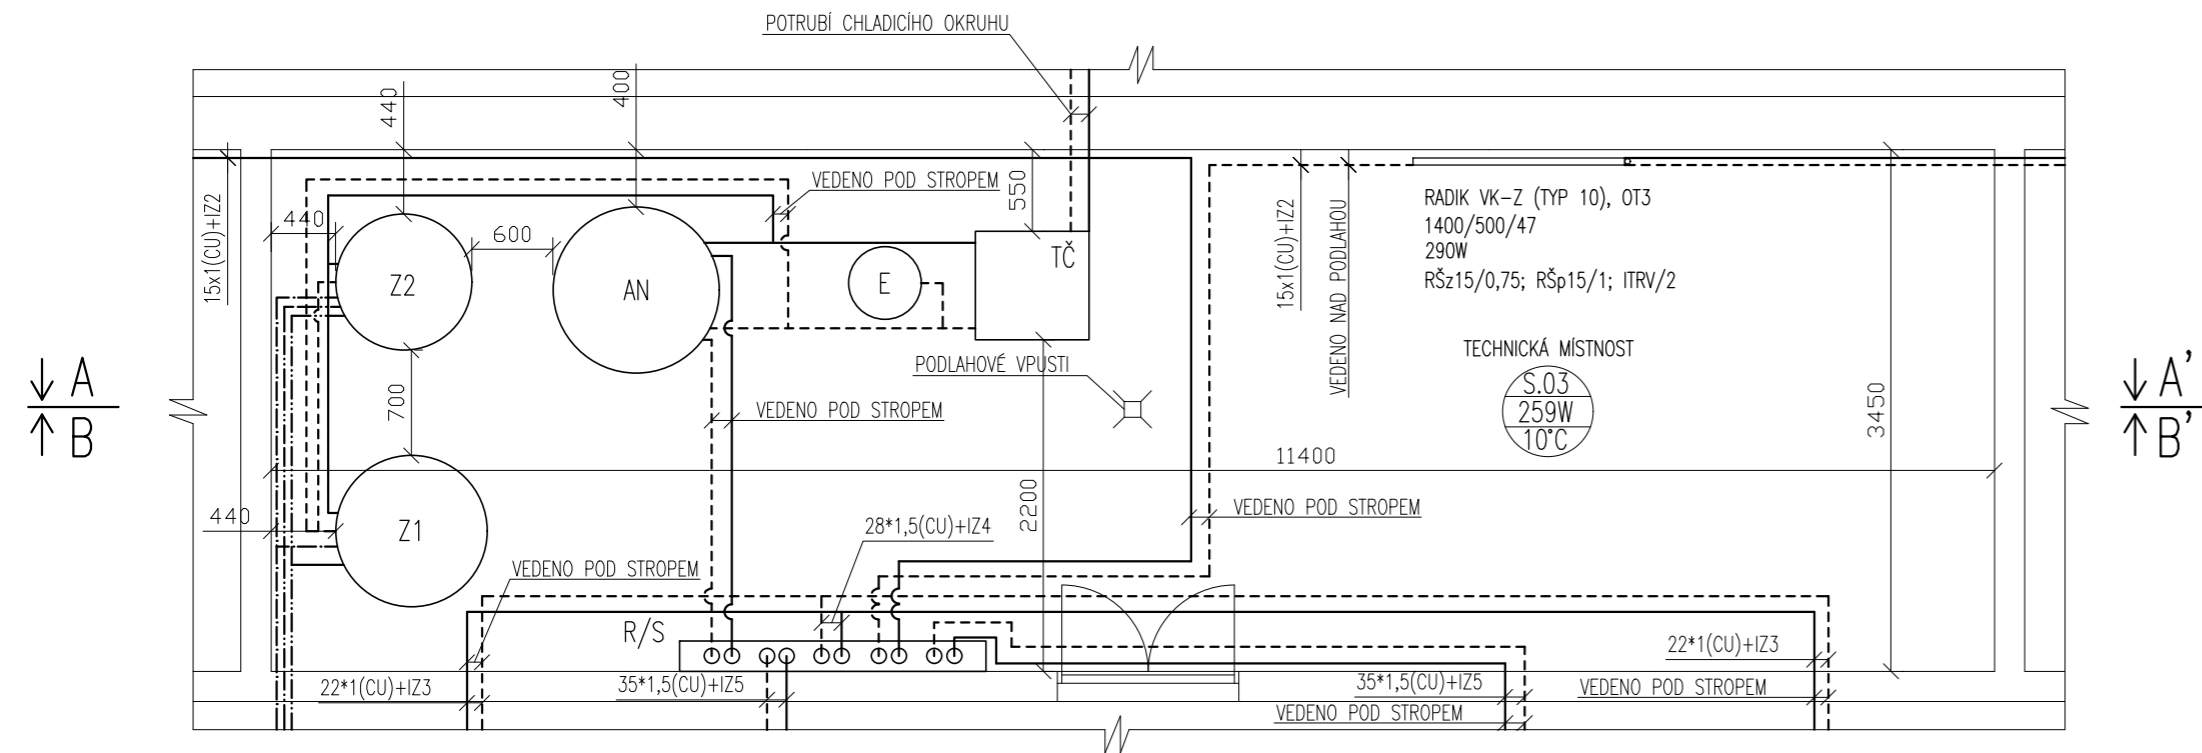 POTRUBÍ CHLADICÍHO OKRUHU
440
400
15x1(CU)+IZ2
440
600
VEDENO POD STROPEM
550
TČ
Z2
AN
E
15x1(CU)+IZ2
VEDENO NAD PODLAHOU
RADIK VK-Z (TYP 10), OT3
1400/500/47
290W
RŠz15/0,75; RŠp15/1; ITRV/2
TECHNICKÁ MÍSTNOST
S.03
259W
10°C
PODLAHOVÉ VPUSTI
A
B
A'
B'
700
VEDENO POD STROPEM
3450
11400
2200
440
Z1
28*1,5(CU)+IZ4
VEDENO POD STROPEM
VEDENO POD STROPEM
R/S
22*1(CU)+IZ3
22*1(CU)+IZ3
35*1,5(CU)+IZ5
35*1,5(CU)+IZ5
VEDENO POD STROPEM
VEDENO POD STROPEM